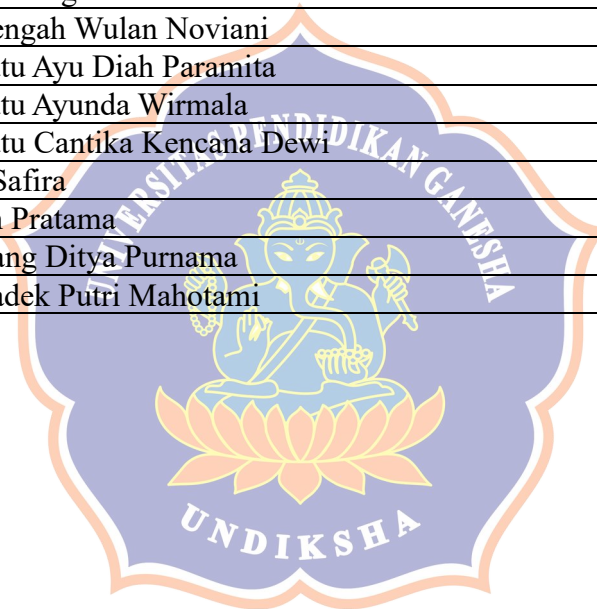 engah Wulan Noviani
tu Ayu Diah Paramita
tu Ayunda Wirmala
tu Cantika Kencana Dewi
Safira
Pratama
ang Ditya Purnama
adek Putri Mahotami
UNIVERSITAS PENDIDIKAN GANESHA
UNDIKSHA